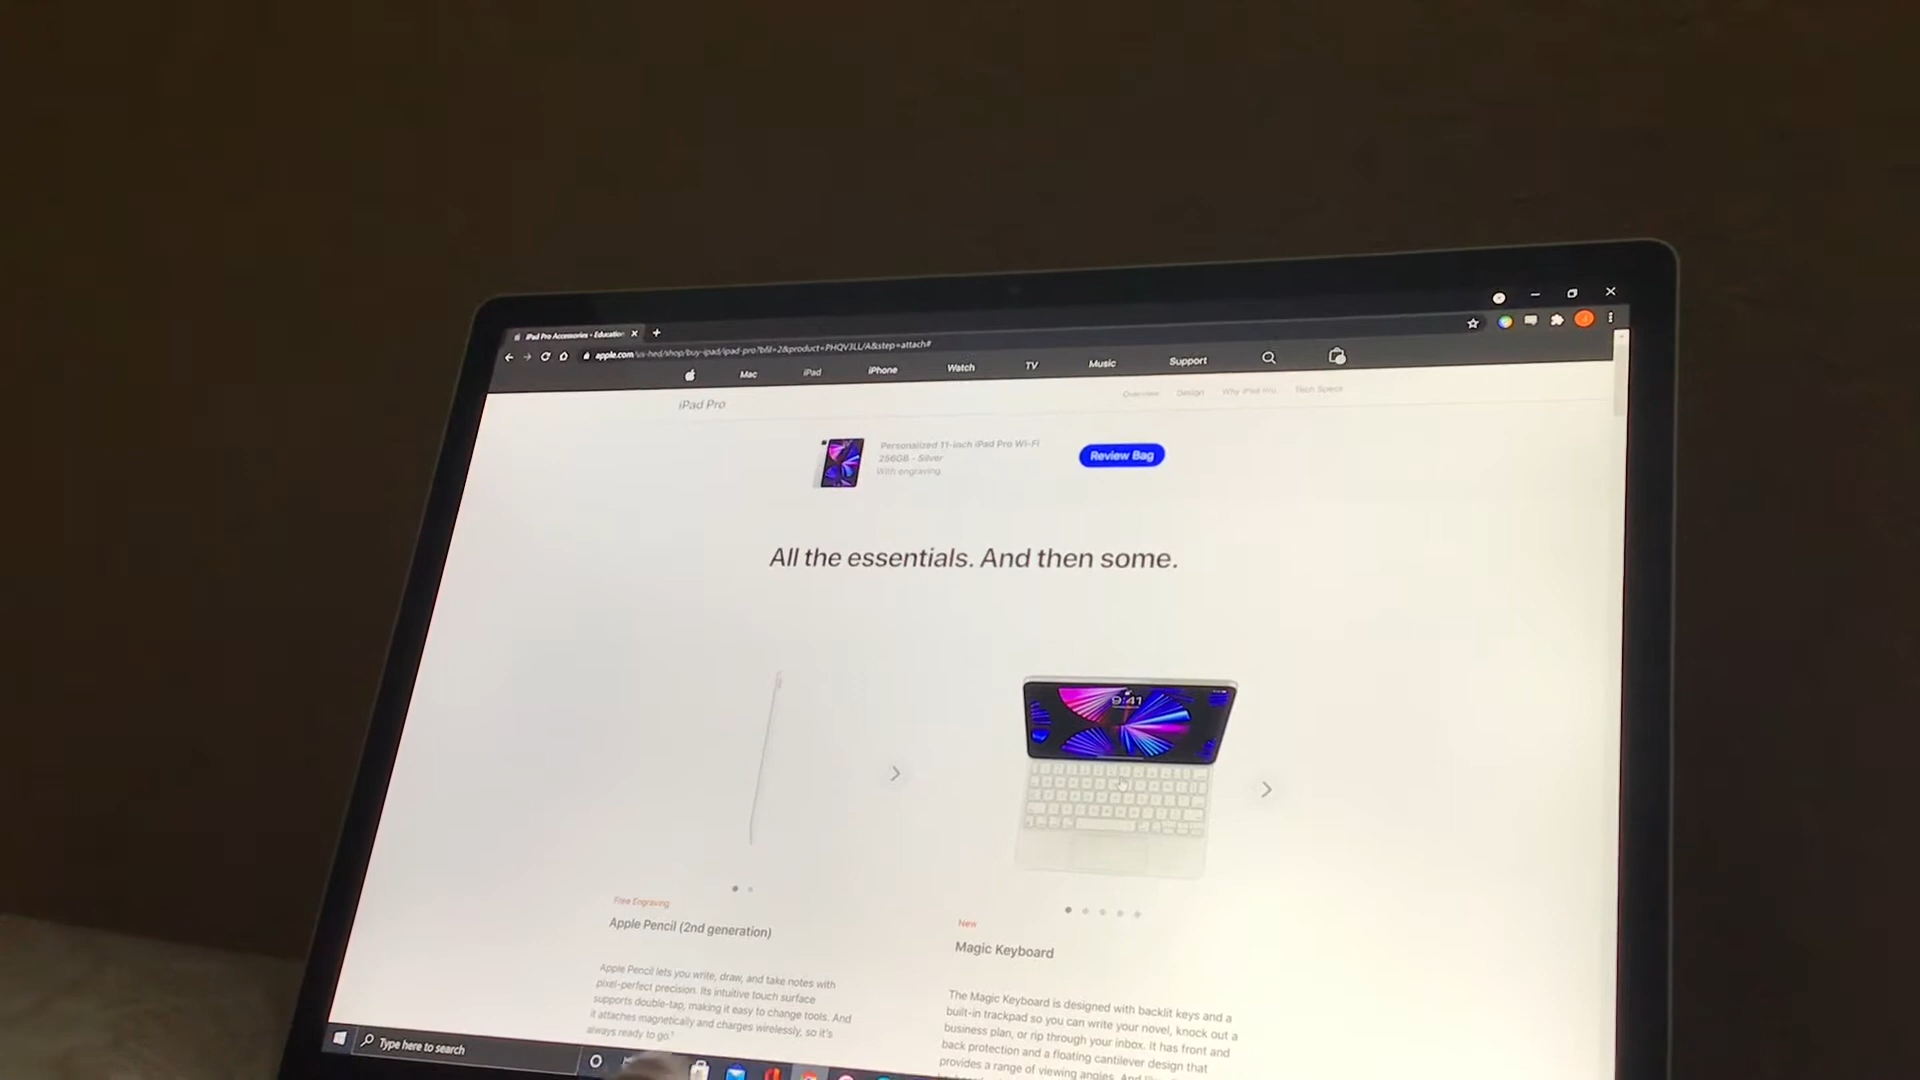 iPad Pro Accessories - Education
apple.com/us-hed/shop/buy-ipad/ipad-pro?bfil=2&product=PHQV3LL/A&step=attach#
Mac iPad iPhone Watch TV Music Support
iPad Pro
Overview Design Why iPad Pro Tech Specs
Personalized 11-inch iPad Pro Wi-Fi
256GB - Silver
With engraving
Review Bag
All the essentials. And then some.
9:41
Free Engraving
Apple Pencil (2nd generation)
Apple Pencil lets you write, draw, and take notes with
pixel-perfect precision. Its intuitive touch surface
supports double-tap, making it easy to change tools. And
it attaches magnetically and charges wirelessly, so it's
always ready to go.¹
New
Magic Keyboard
The Magic Keyboard is designed with backlit keys and a
built-in trackpad so you can write your novel, knock out a
business plan, or rip through your inbox. It has front and
back protection and a floating cantilever design that
provides a range of viewing angles. And
Type here to search